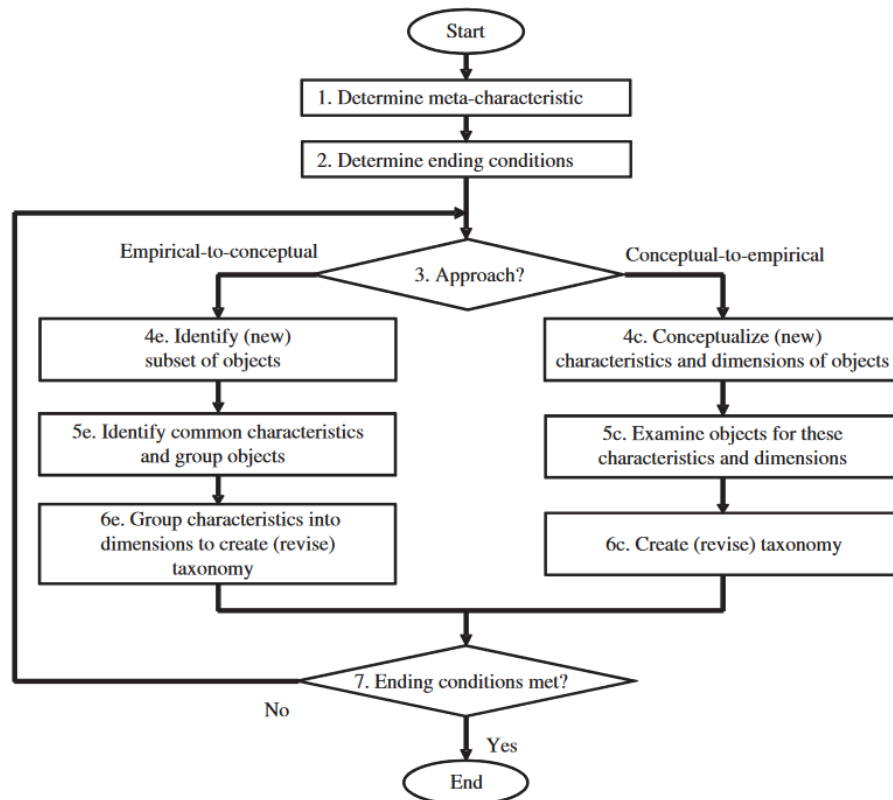 Start
1. Determine meta-characteristic
2. Determine ending conditions
Empirical-to-conceptual
Conceptual-to-empirical
3. Approach?
4e. Identify (new)
subset of objects
4c. Conceptualize (new)
characteristics and dimensions of objects
5e. Identify common characteristics
and group objects
5c. Examine objects for these
characteristics and dimensions
6e. Group characteristics into
dimensions to create (revise)
taxonomy
6c. Create (revise) taxonomy
7. Ending conditions met?
No
Yes
End